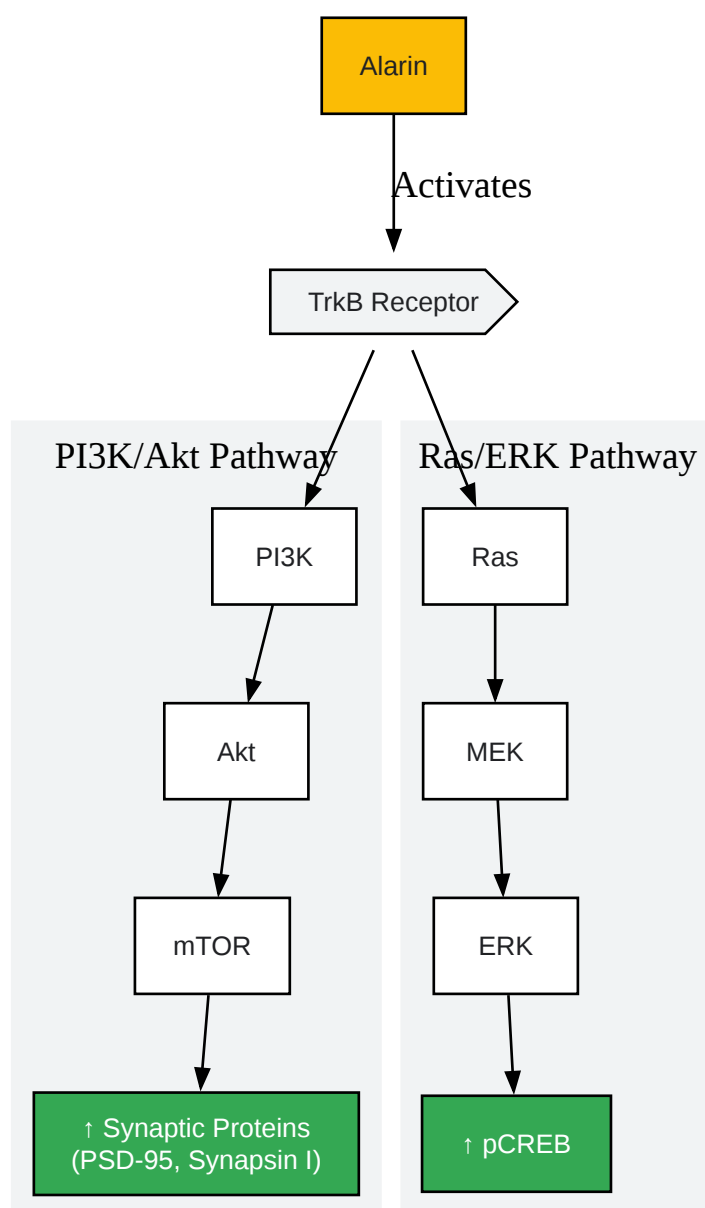 Alarin
Activates
TrkB Receptor
PI3K/Akt Pathway
Ras/ERK Pathway
PI3K
Ras
Akt
MEK
mTOR
ERK
↑ Synaptic Proteins
(PSD-95, Synapsin I)
↑ pCREB